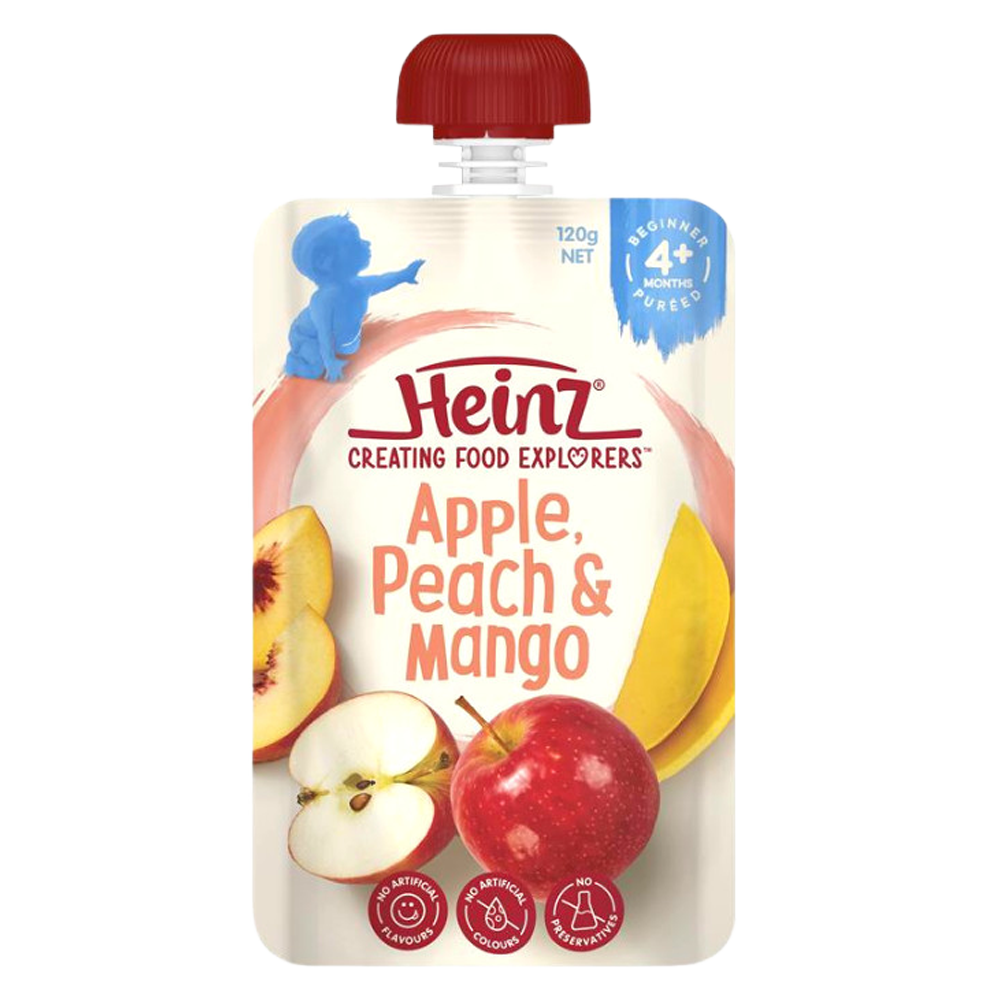 120g
NET
BEGINNER
4+
MONTHS
PURÉED
Heinz®
CREATING FOOD EXPLORERS™
Apple,
Peach &
Mango
NO ARTIFICIAL
FLAVOURS
NO ARTIFICIAL
COLOURS
NO
PRESERVATIVES